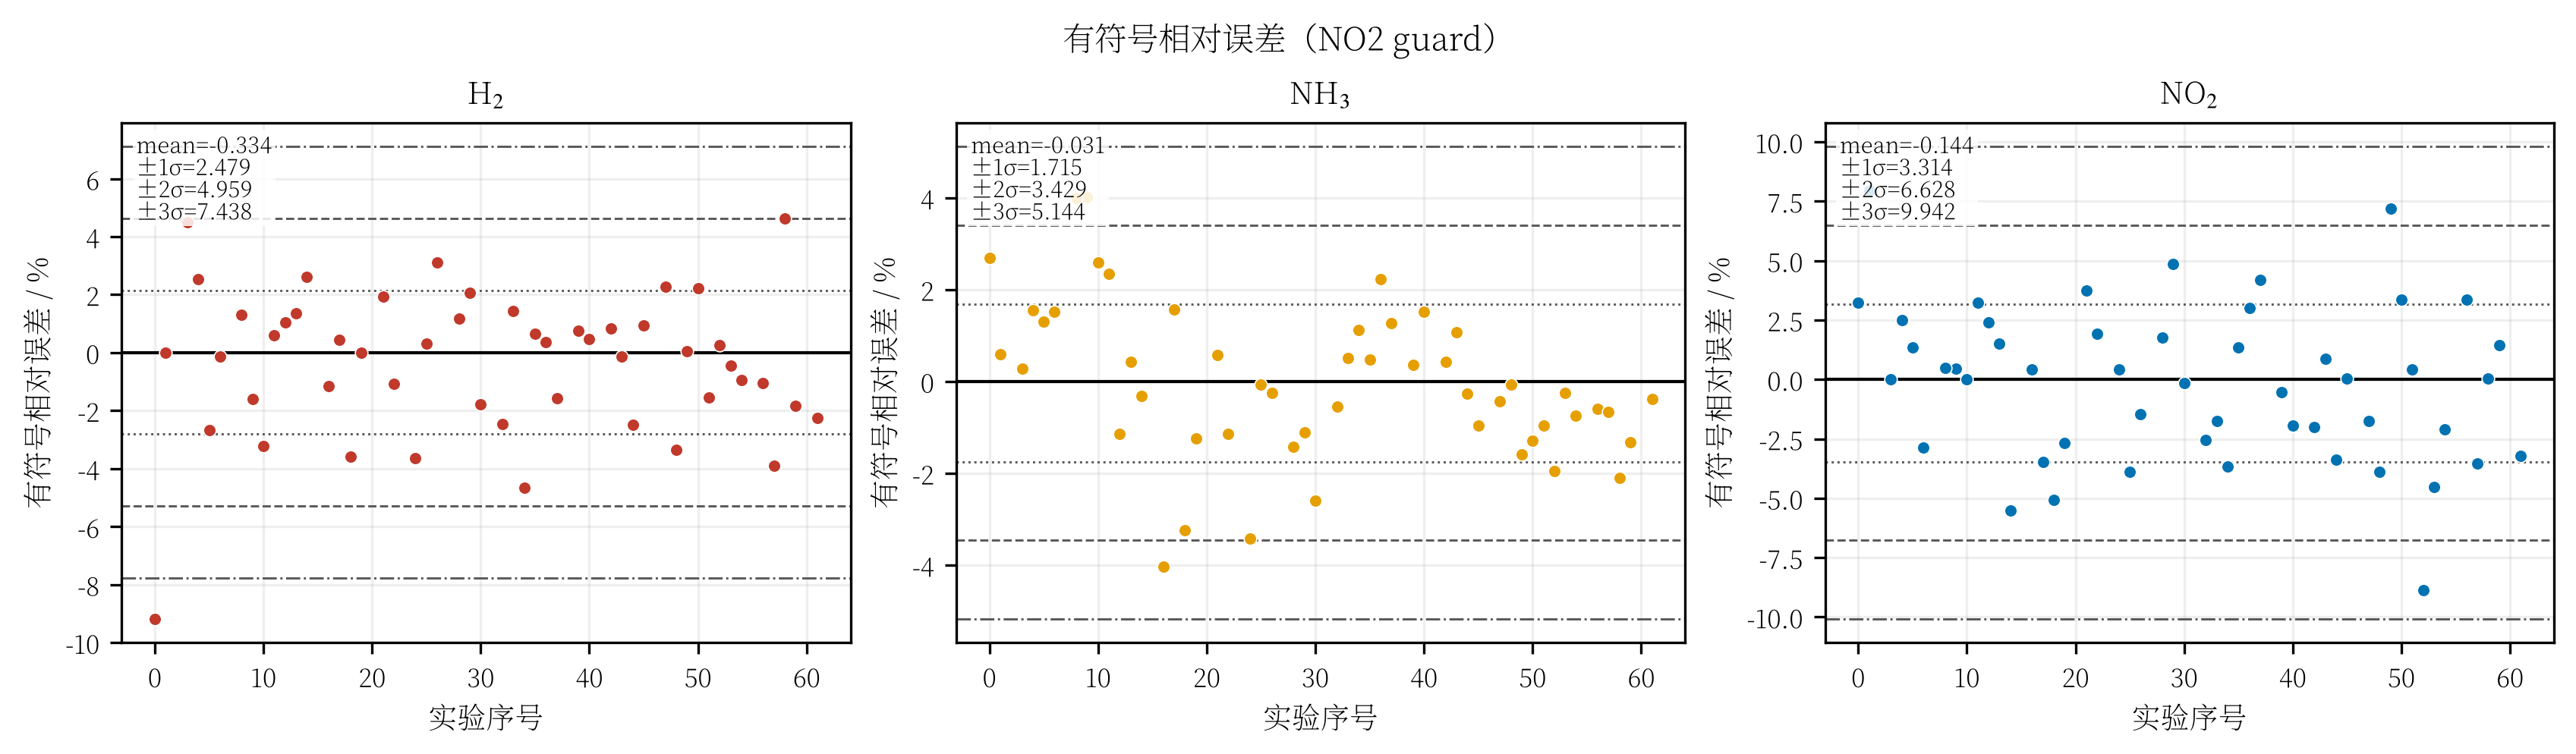 有符号相对误差（NO2 guard）
H₂
mean=-0.334
±1σ=2.479
±2σ=4.959
±3σ=7.438
有符号相对误差 / %
6
4
2
0
-2
-4
-6
-8
-10
0 10 20 30 40 50 60
实验序号
NH₃
mean=-0.031
±1σ=1.715
±2σ=3.429
±3σ=5.144
有符号相对误差 / %
4
2
0
-2
-4
0 10 20 30 40 50 60
实验序号
NO₂
mean=-0.144
±1σ=3.314
±2σ=6.628
±3σ=9.942
有符号相对误差 / %
10.0
7.5
5.0
2.5
0.0
-2.5
-5.0
-7.5
-10.0
0 10 20 30 40 50 60
实验序号